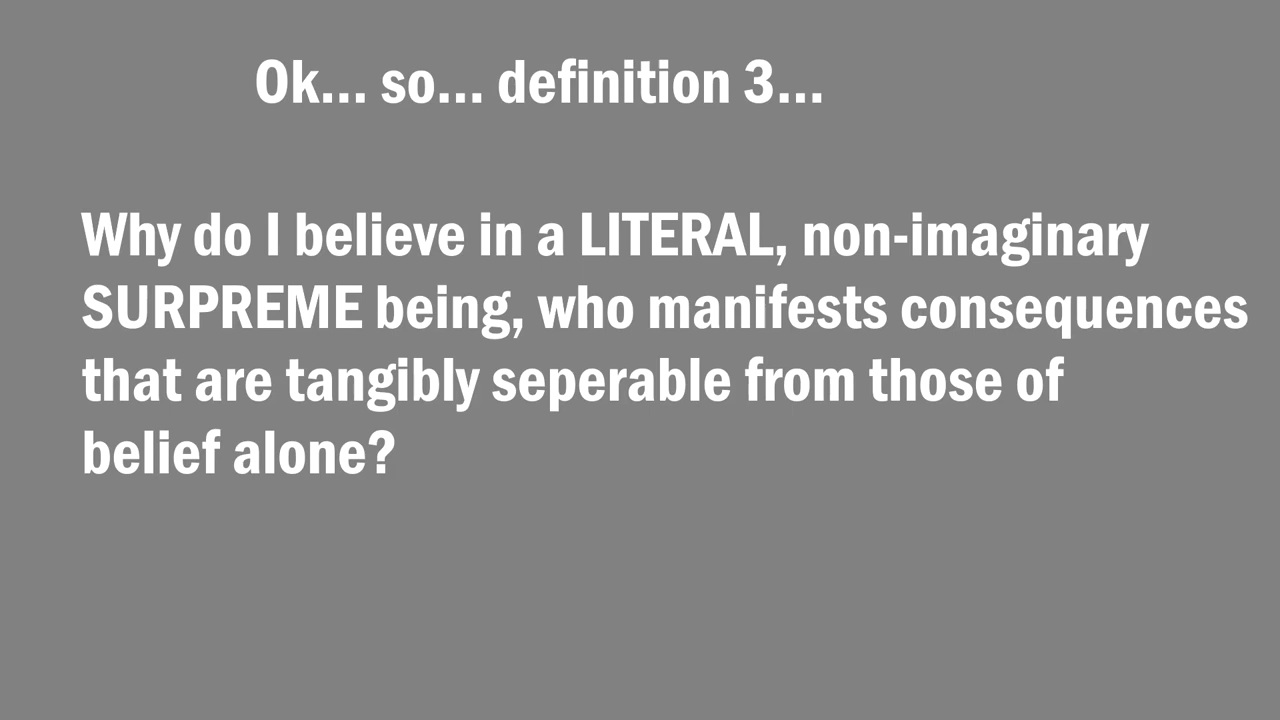 Ok... so... definition 3...
Why do I believe in a LITERAL, non-imaginary
SURPREME being, who manifests consequences
that are tangibly seperable from those of
belief alone?